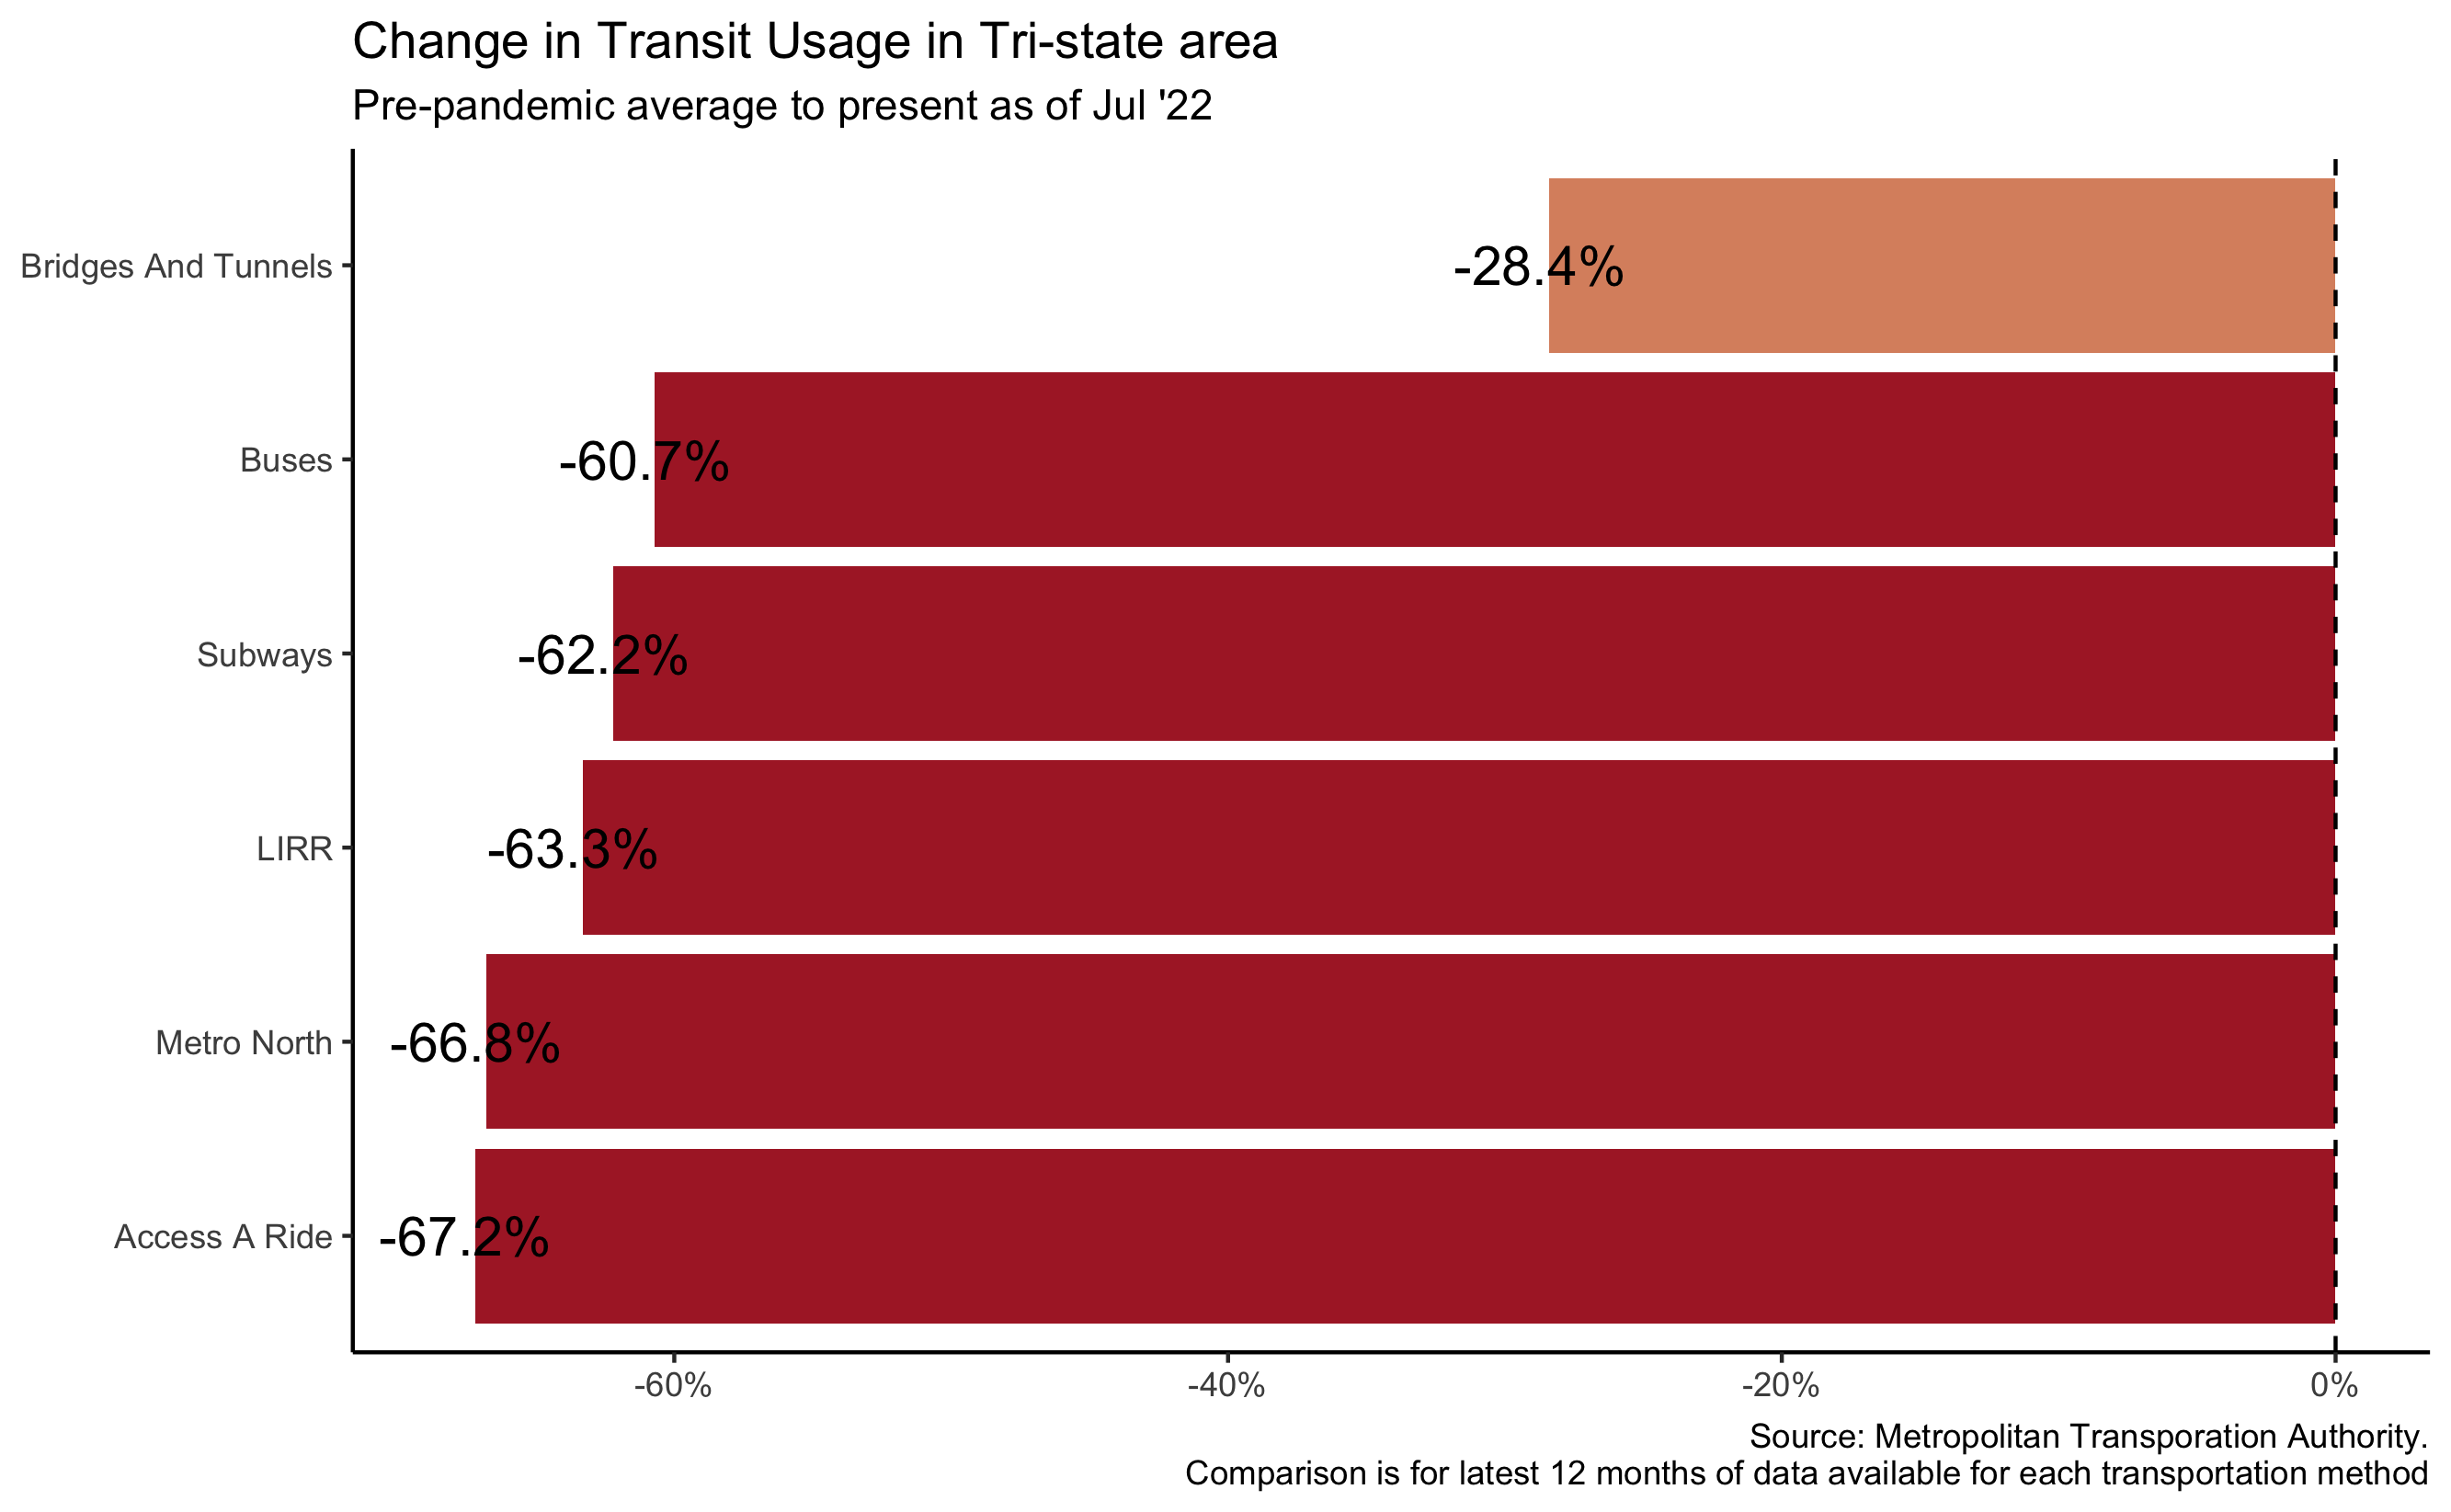 Change in Transit Usage in Tri-state area
Pre-pandemic average to present as of Jul '22
Bridges And Tunnels
-28.4%
Buses
-60.7%
Subways
-62.2%
LIRR
-63.3%
Metro North
-66.8%
Access A Ride
-67.2%
-60%
-40%
-20%
0%
Source: Metropolitan Transporation Authority.
Comparison is for latest 12 months of data available for each transportation method